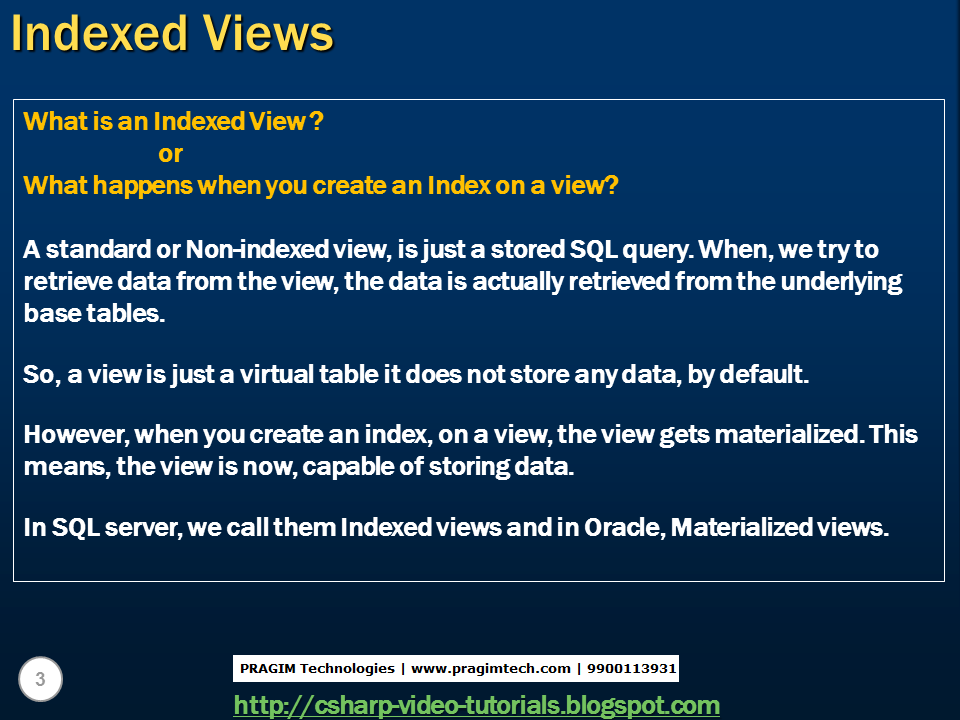 Indexed Views
What is an Indexed View ?
or
What happens when you create an Index on a view?
A standard or Non-indexed view, is just a stored SQL query. When, we try to
retrieve data from the view, the data is actually retrieved from the underlying
base tables.
So, a view is just a virtual table it does not store any data, by default.
However, when you create an index, on a view, the view gets materialized. This
means, the view is now, capable of storing data.
In SQL server, we call them Indexed views and in Oracle, Materialized views.
3
PRAGIM Technologies | www.pragimtech.com | 9900113931
http://csharp-video-tutorials.blogspot.com